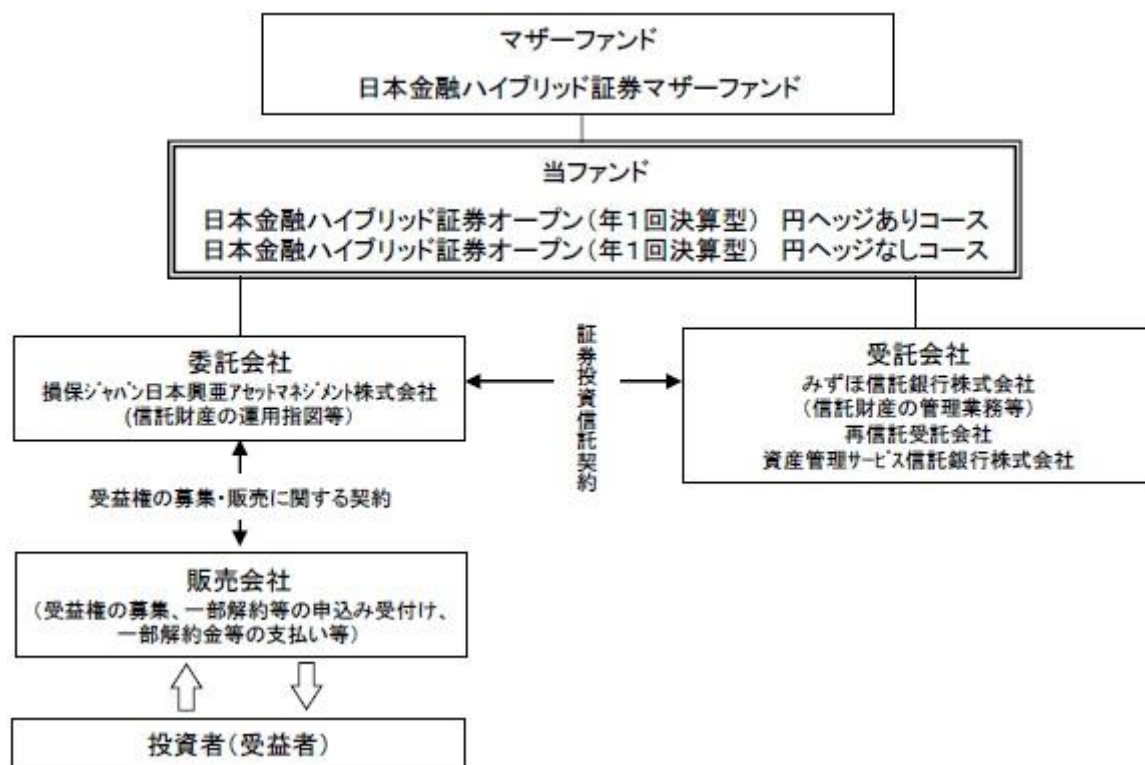 マザーファンド
日本金融ハイブリッド証券マザーファンド
当ファンド
日本金融ハイブリッド証券オープン(年1回決算型) 円ヘッジありコース
日本金融ハイブリッド証券オープン(年1回決算型) 円ヘッジなしコース
委託会社
損保ジャパン日本興亜アセットマネジメント株式会社
(信託財産の運用指図等)
証券投資信託契約
受託会社
みずほ信託銀行株式会社
(信託財産の管理業務等)
再信託受託会社
資産管理サービス信託銀行株式会社
受益権の募集・販売に関する契約
販売会社
(受益権の募集、一部解約等の申込み受付け、
一部解約金等の支払い等)
投資者(受益者)